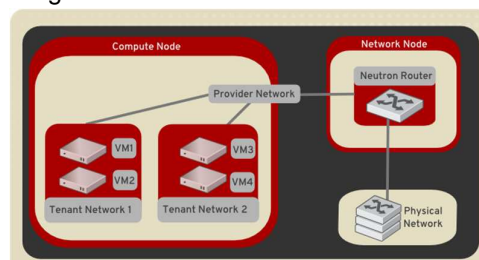 Compute Node
Network Node
Neutron Router
Provider Network
VM1
VM3
VM2
VM4
Tenant Network 1
Tenant Network 2
Physical
Network